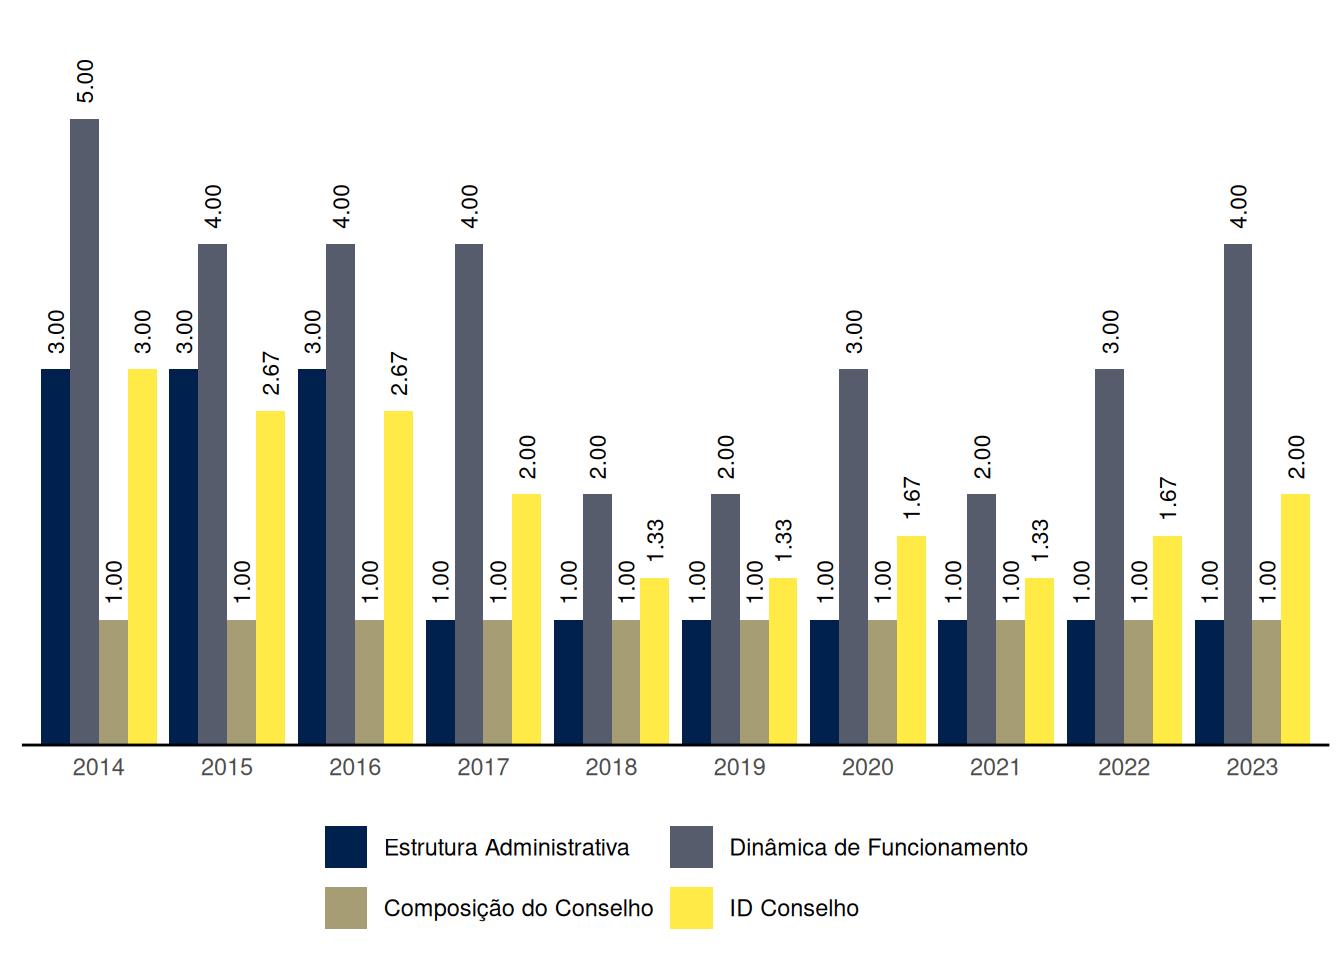 5.00
4.00 4.00 4.00 4.00
3.00 3.00 3.00 3.00 3.00 3.00
2.67 2.67
2.00 2.00 2.00 2.00 2.00
1.67 1.67
1.33 1.33 1.33
1.00 1.00 1.00 1.00 1.00 1.00 1.00 1.00 1.00 1.00 1.00 1.00 1.00 1.00 1.00 1.00 1.00
2014 2015 2016 2017 2018 2019 2020 2021 2022 2023
Estrutura Administrativa Dinâmica de Funcionamento
Composição do Conselho ID Conselho